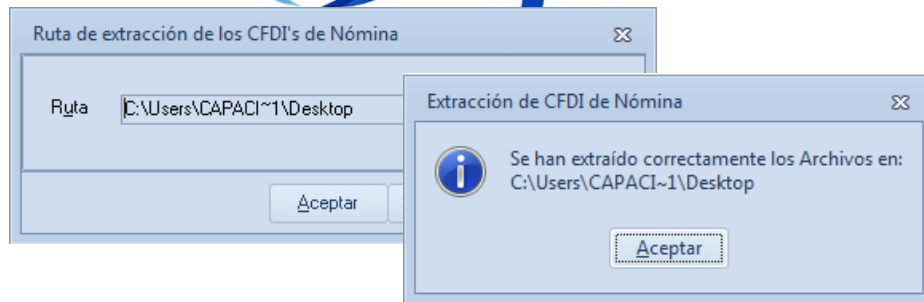 Ruta de extracción de los CFDI's de Nómina
Ruta C:\Users\CAPACI~1\Desktop
Aceptar
Extracción de CFDI de Nómina
Se han extraído correctamente los Archivos en:
C:\Users\CAPACI~1\Desktop
Aceptar